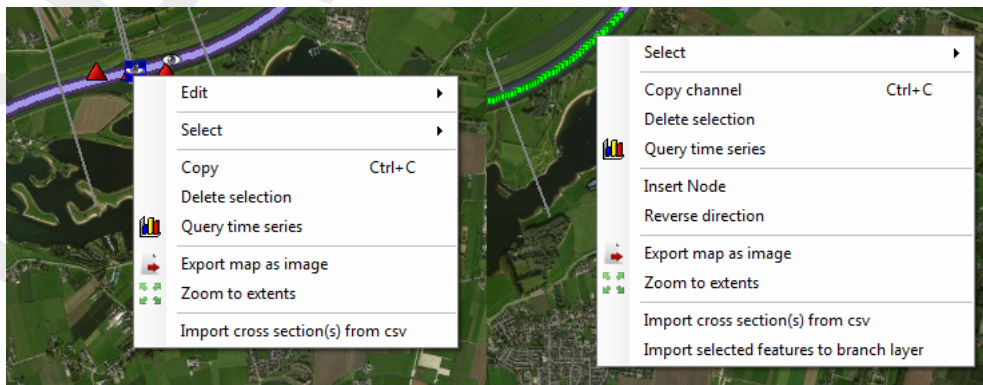 Edit
Select
Copy Ctrl+C
Delete selection
Query time series
Export map as image
Zoom to extents
Import cross section(s) from csv
Select
Copy channel Ctrl+C
Delete selection
Query time series
Insert Node
Reverse direction
Export map as image
Zoom to extents
Import cross section(s) from csv
Import selected features to branch layer